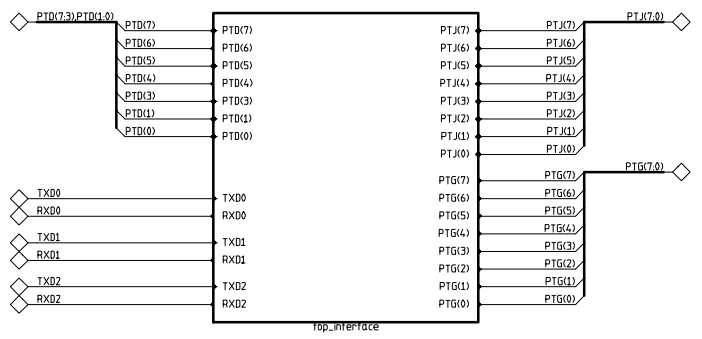 PTD(7:3),PTD(1:0)
PTD(7)
PTD(6)
PTD(5)
PTD(4)
PTD(3)
PTD(1)
PTD(0)
TXD0
RXD0
TXD1
RXD1
TXD2
RXD2
PTD(7)
PTD(6)
PTD(5)
PTD(4)
PTD(3)
PTD(1)
PTD(0)
TXD0
RXD0
TXD1
RXD1
TXD2
RXD2
PTJ(7)
PTJ(6)
PTJ(5)
PTJ(4)
PTJ(3)
PTJ(2)
PTJ(1)
PTJ(0)
PTG(7)
PTG(6)
PTG(5)
PTG(4)
PTG(3)
PTG(2)
PTG(1)
PTG(0)
PTJ(7)
PTJ(6)
PTJ(5)
PTJ(4)
PTJ(3)
PTJ(2)
PTJ(1)
PTJ(0)
PTG(7)
PTG(6)
PTG(5)
PTG(4)
PTG(3)
PTG(2)
PTG(1)
PTG(0)
PTJ(7:0)
PTG(7:0)
top_interface